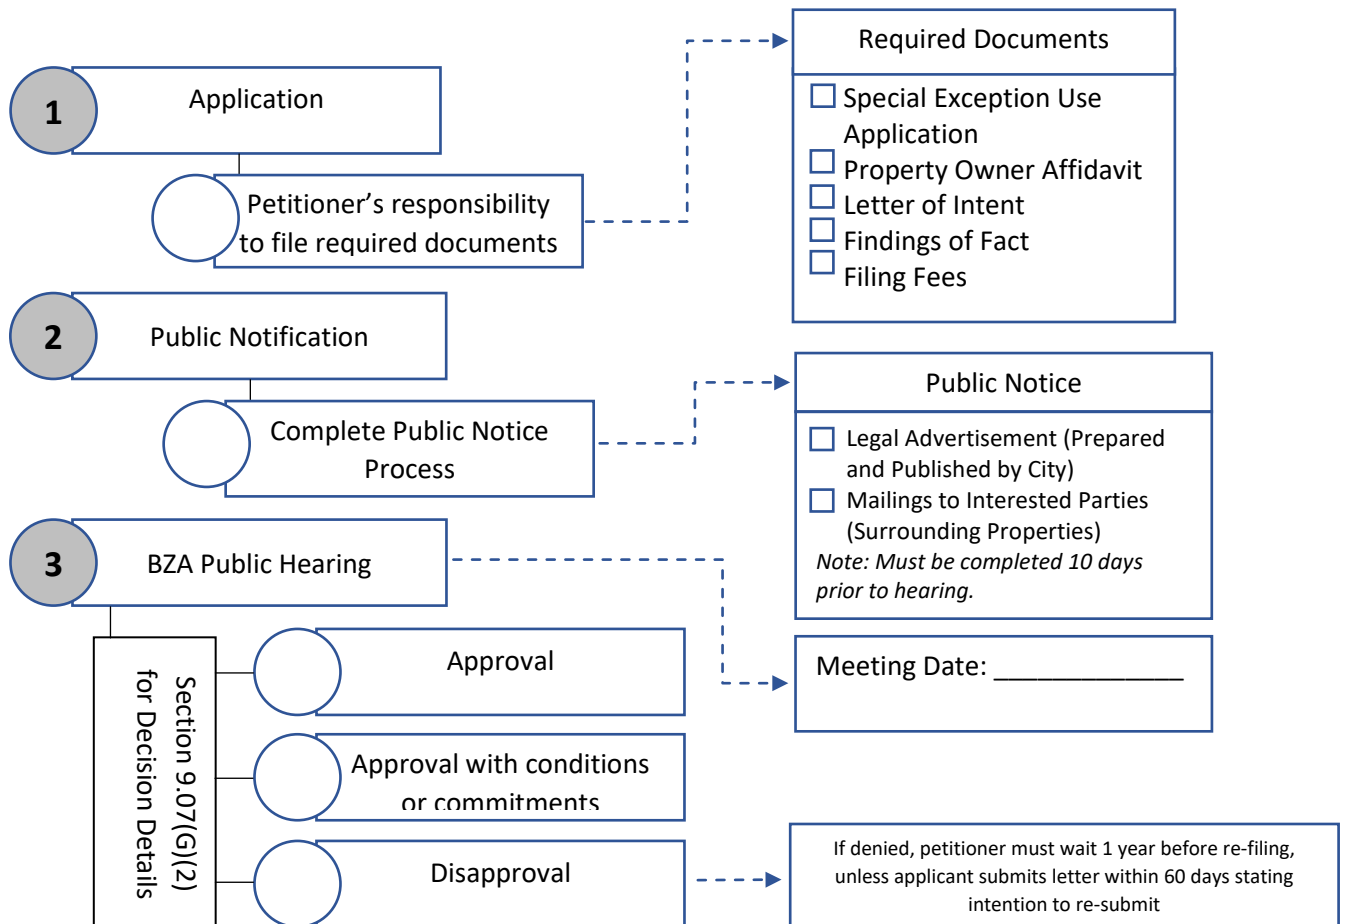 1
Application
Petitioner’s responsibility
to file required documents
Required Documents
Special Exception Use
Application
Property Owner Affidavit
Letter of Intent
Findings of Fact
Filing Fees
2
Public Notification
Complete Public Notice
Process
Public Notice
Legal Advertisement (Prepared
and Published by City)
Mailings to Interested Parties
(Surrounding Properties)
Note: Must be completed 10 days
prior to hearing.
3
BZA Public Hearing
Meeting Date: _____________
Section 9.07(G)(2)
for Decision Details
Approval
Approval with conditions
or commitments
Disapproval
If denied, petitioner must wait 1 year before re-filing,
unless applicant submits letter within 60 days stating
intention to re-submit